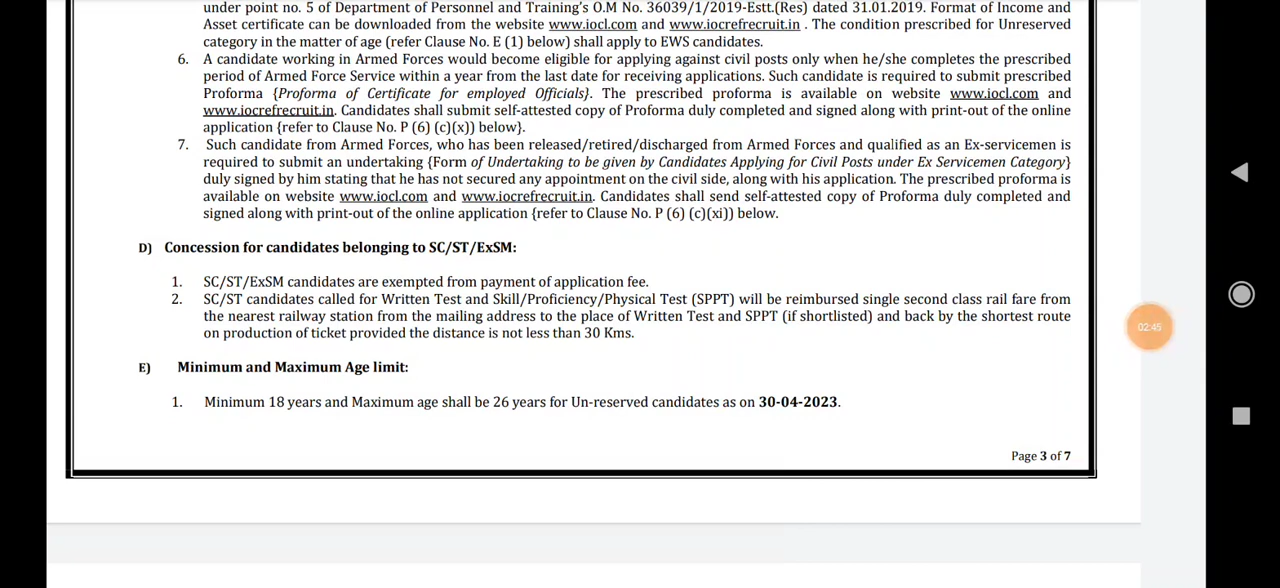 under point no. 5 of Department of Personnel and Training's O.M No. 36039/1/2019-Estt.(Res) dated 31.01.2019. Format of Income and
Asset certificate can be downloaded from the website www.iocl.com and www.iocrefrecruit.in . The condition prescribed for Unreserved
category in the matter of age (refer Clause No. E (1) below) shall apply to EWS candidates.
6. A candidate working in Armed Forces would become eligible for applying against civil posts only when he/she completes the prescribed
period of Armed Force Service within a year from the last date for receiving applications. Such candidate is required to submit prescribed
Proforma {Proforma of Certificate for employed Officials}. The prescribed proforma is available on website www.iocl.com and
www.iocrefrecruit.in. Candidates shall submit self-attested copy of Proforma duly completed and signed along with print-out of the online
application {refer to Clause No. P (6) (c)(x)) below}.
7. Such candidate from Armed Forces, who has been released/retired/discharged from Armed Forces and qualified as an Ex-servicemen is
required to submit an undertaking {Form of Undertaking to be given by Candidates Applying for Civil Posts under Ex Servicemen Category}
duly signed by him stating that he has not secured any appointment on the civil side, along with his application. The prescribed proforma is
available on website www.iocl.com and www.iocrefrecruit.in. Candidates shall send self-attested copy of Proforma duly completed and
signed along with print-out of the online application {refer to Clause No. P (6) (c)(xi)) below.
D) Concession for candidates belonging to SC/ST/ExSM:
1. SC/ST/ExSM candidates are exempted from payment of application fee.
2. SC/ST candidates called for Written Test and Skill/Proficiency/Physical Test (SPPT) will be reimbursed single second class rail fare from
the nearest railway station from the mailing address to the place of Written Test and SPPT (if shortlisted) and back by the shortest route
on production of ticket provided the distance is not less than 30 Kms.
E) Minimum and Maximum Age limit:
1. Minimum 18 years and Maximum age shall be 26 years for Un-reserved candidates as on 30-04-2023.
Page 3 of 7
02:45